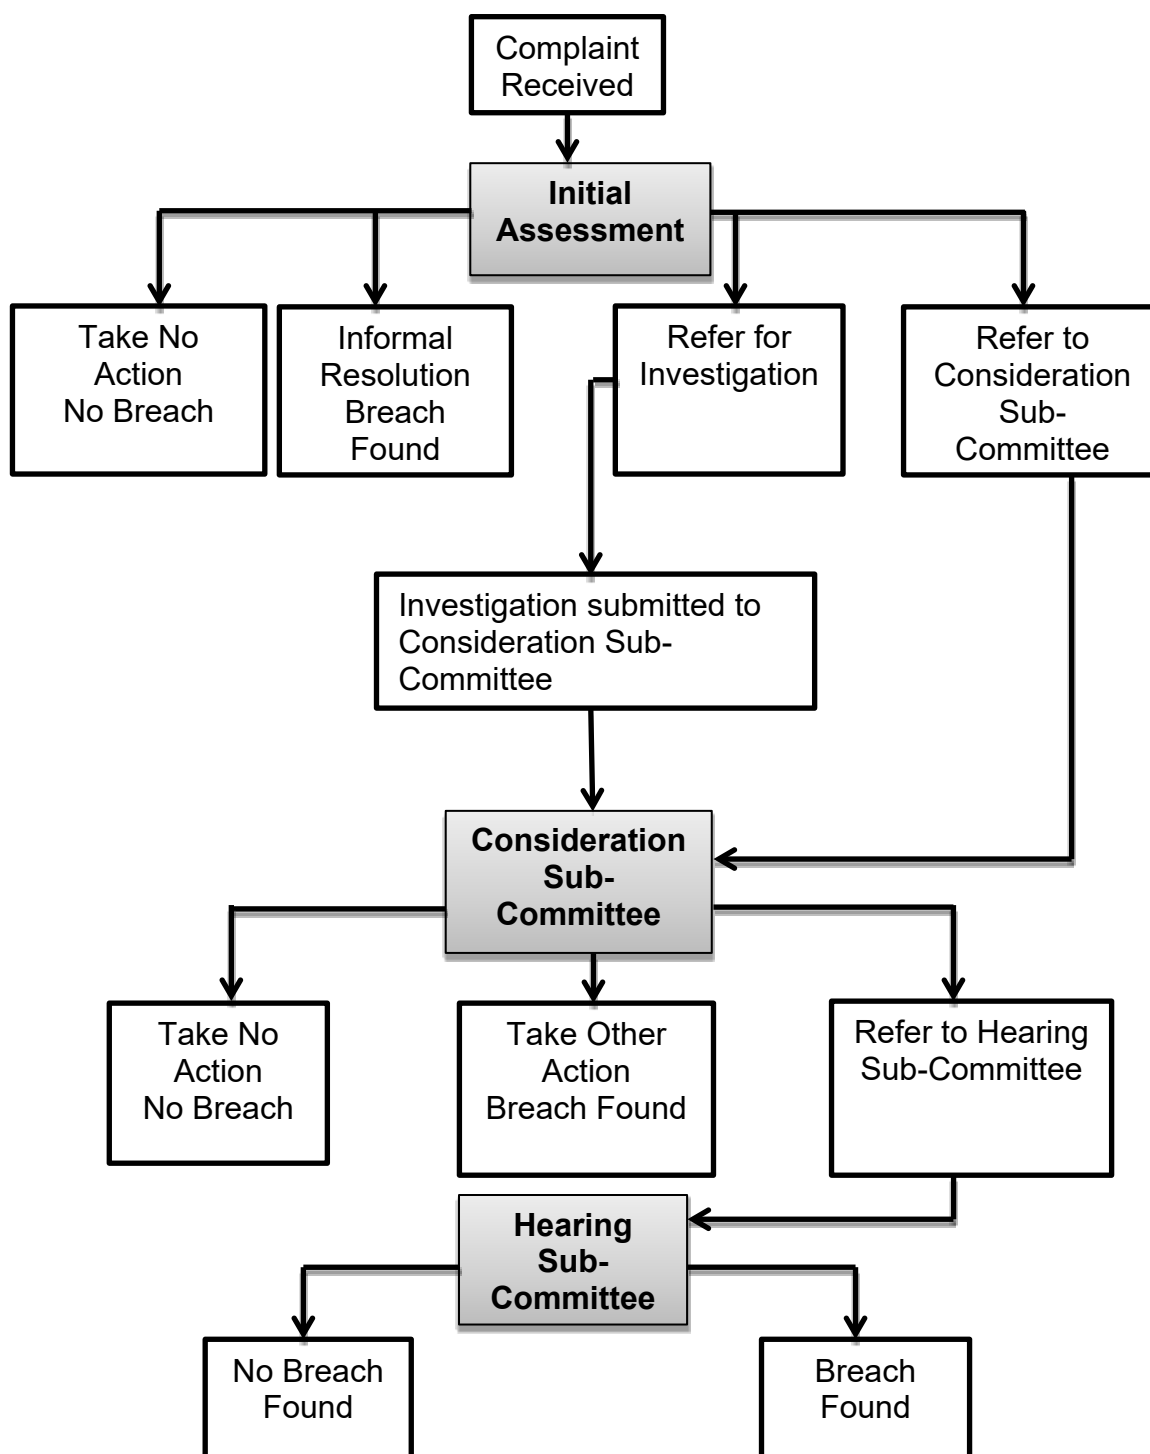 Complaint
Received
Initial
Assessment
Take No
Action
No Breach
Informal
Resolution
Breach
Found
Refer for
Investigation
Refer to
Consideration
Sub-
Committee
Investigation submitted to
Consideration Sub-
Committee
Consideration
Sub-
Committee
Take No
Action
No Breach
Take Other
Action
Breach Found
Refer to Hearing
Sub-Committee
Hearing
Sub-
Committee
No Breach
Found
Breach
Found